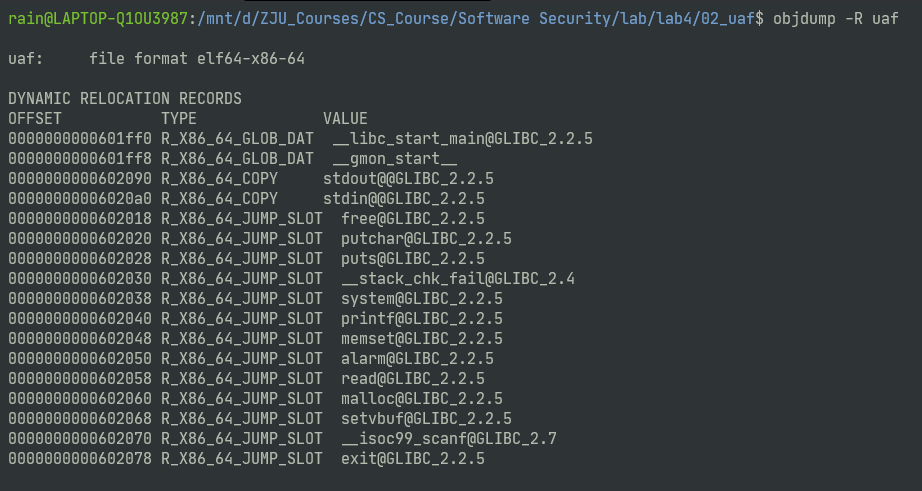 rain@LAPTOP-Q1OU3987:/mnt/d/ZJU_Courses/CS_Course/Software Security/lab/lab4/02_uaf$ objdump -R uaf
uaf:     file format elf64-x86-64
DYNAMIC RELOCATION RECORDS
OFFSET           TYPE              VALUE
0000000000601ff0 R_X86_64_GLOB_DAT  __libc_start_main@GLIBC_2.2.5
0000000000601ff8 R_X86_64_GLOB_DAT  __gmon_start__
0000000000602090 R_X86_64_COPY     stdout@@GLIBC_2.2.5
00000000006020a0 R_X86_64_COPY     stdin@@GLIBC_2.2.5
0000000000602018 R_X86_64_JUMP_SLOT  free@GLIBC_2.2.5
0000000000602020 R_X86_64_JUMP_SLOT  putchar@GLIBC_2.2.5
0000000000602028 R_X86_64_JUMP_SLOT  puts@GLIBC_2.2.5
0000000000602030 R_X86_64_JUMP_SLOT  __stack_chk_fail@GLIBC_2.4
0000000000602038 R_X86_64_JUMP_SLOT  system@GLIBC_2.2.5
0000000000602040 R_X86_64_JUMP_SLOT  printf@GLIBC_2.2.5
0000000000602048 R_X86_64_JUMP_SLOT  memset@GLIBC_2.2.5
0000000000602050 R_X86_64_JUMP_SLOT  alarm@GLIBC_2.2.5
0000000000602058 R_X86_64_JUMP_SLOT  read@GLIBC_2.2.5
0000000000602060 R_X86_64_JUMP_SLOT  malloc@GLIBC_2.2.5
0000000000602068 R_X86_64_JUMP_SLOT  setvbuf@GLIBC_2.2.5
0000000000602070 R_X86_64_JUMP_SLOT  __isoc99_scanf@GLIBC_2.7
0000000000602078 R_X86_64_JUMP_SLOT  exit@GLIBC_2.2.5